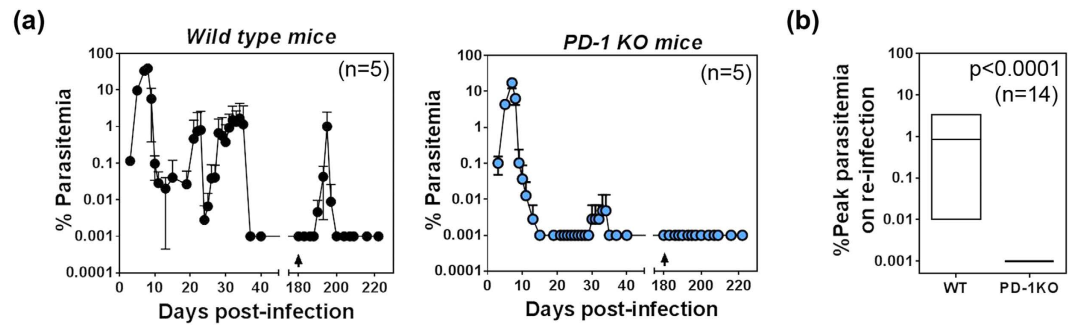 (a)
Wild type mice
(n=5)
% Parasitemia
100
10
1
0.1
0.01
0.001
0.0001
0 10 20 30 40 180 200 220
Days post-infection
PD-1 KO mice
(n=5)
% Parasitemia
100
10
1
0.1
0.01
0.001
0.0001
0 10 20 30 40 180 200 220
Days post-infection
(b)
p<0.0001
(n=14)
%Peak parasitemia
on re-infection
100
10
1
0.1
0.01
0.001
WT PD-1KO